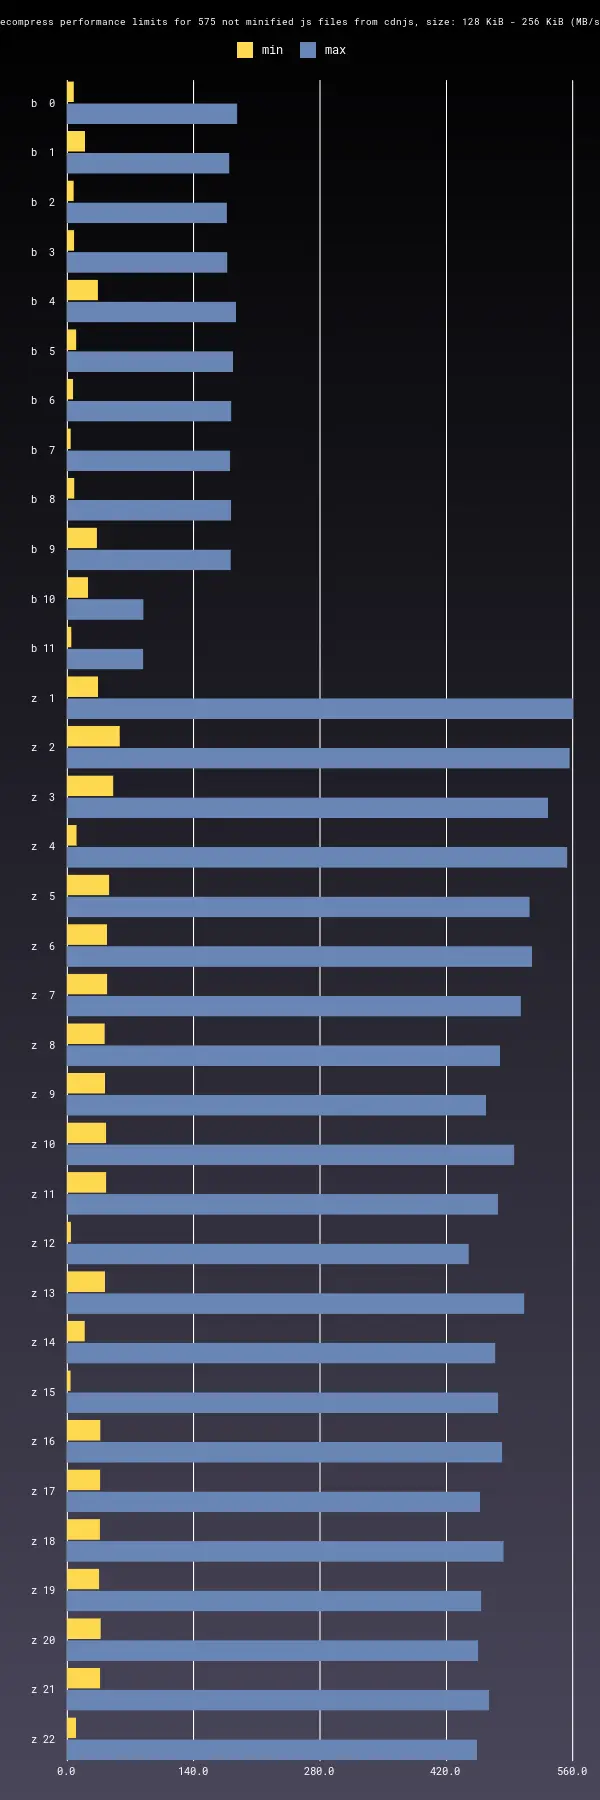 ecompress performance limits for 575 not minified js files from cdnjs, size: 128 KiB - 256 KiB (MB/s
min max
b 0
b 1
b 2
b 3
b 4
b 5
b 6
b 7
b 8
b 9
b 10
b 11
z 1
z 2
z 3
z 4
z 5
z 6
z 7
z 8
z 9
z 10
z 11
z 12
z 13
z 14
z 15
z 16
z 17
z 18
z 19
z 20
z 21
z 22
0.0 140.0 280.0 420.0 560.0